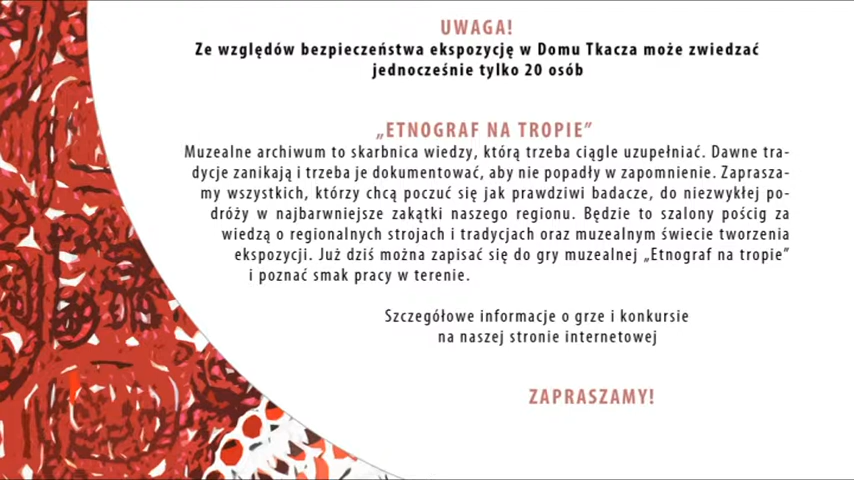 UWAGA!
Ze względów bezpieczeństwa ekspozycję w Domu Tkacza może zwiedzać
jednocześnie tylko 20 osób
„ETNOGRAF NA TROPIE”
Muzealne archiwum to skarbnica wiedzy, którą trzeba ciągle uzupełniać. Dawne tra-
dycje zanikają i trzeba je dokumentować, aby nie popadły w zapomnienie. Zaprasza-
my wszystkich, którzy chcą poczuć się jak prawdziwi badacze, do niezwykłej po-
dróży w najbarwniejsze zakątki naszego regionu. Będzie to szalony pościg za
wiedzą o regionalnych strojach i tradycjach oraz muzealnym świecie tworzenia
ekspozycji. Już dziś można zapisać się do gry muzealnej „Etnograf na tropie”
i poznać smak pracy w terenie.
Szczegółowe informacje o grze i konkursie
na naszej stronie internetowej
ZAPRASZAMY!